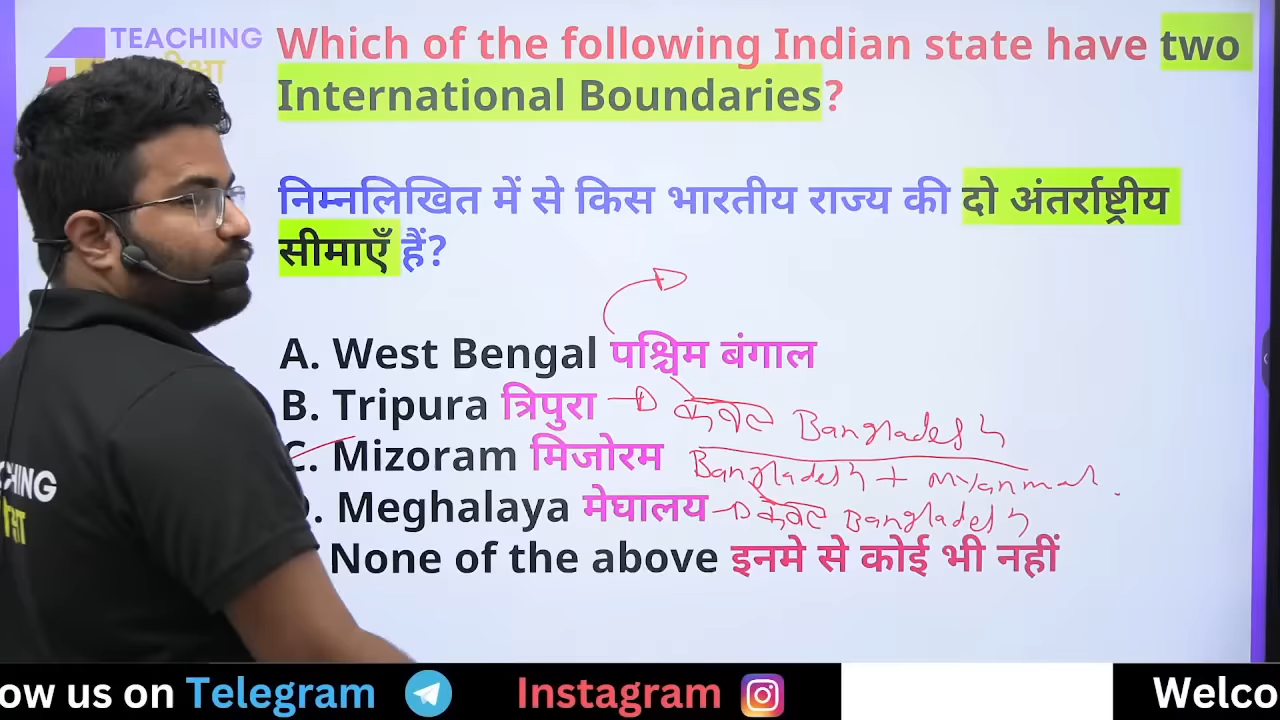 TEACHING
Which of the following Indian state have two
International Boundaries?
निम्नलिखित में से किस भारतीय राज्य की दो अंतर्राष्ट्रीय
सीमाएँ हैं?
A. West Bengal पश्चिम बंगाल
B. Tripura त्रिपुरा केवल Bangladesh
C. Mizoram मिजोरम Bangladesh + myanmar.
D. Meghalaya मेघालय केवल Bangladesh
None of the above इनमे से कोई भी नहीं
CHING
ow us on Telegram Instagram Welco